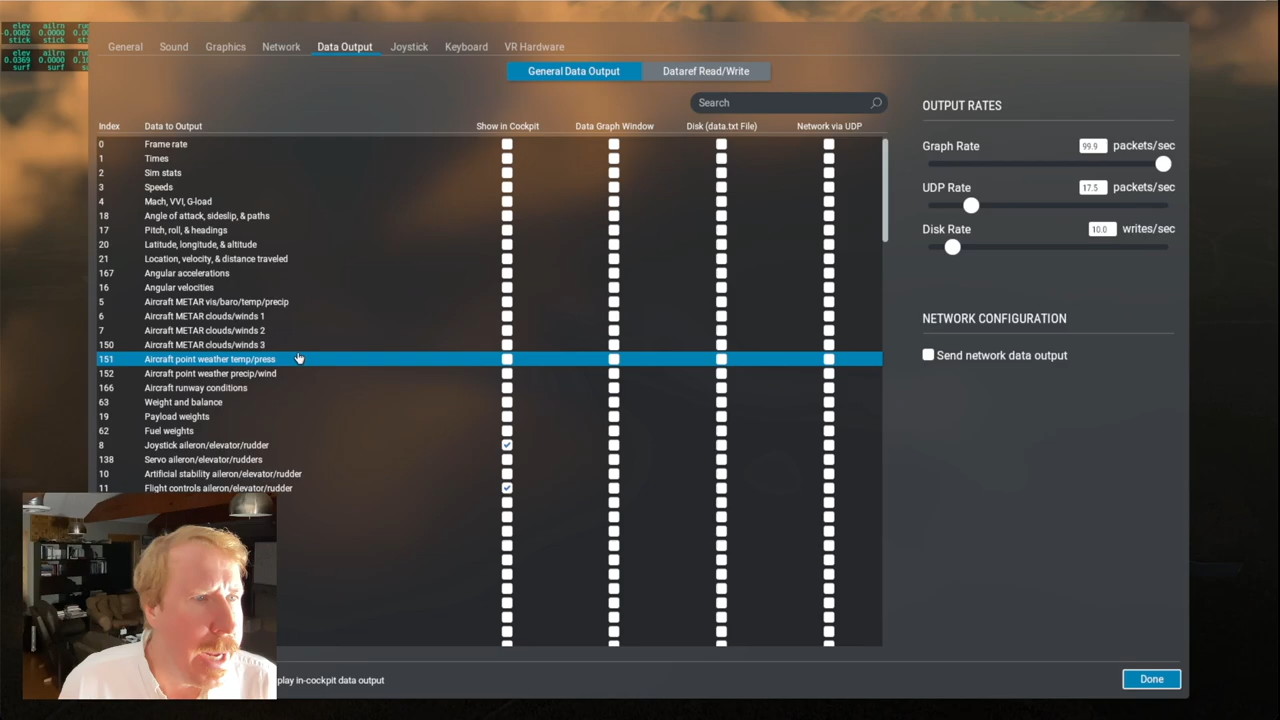 elev ailrn
-0.0082 0.0000
stick stick
elev ailrn
0.0369 0.0000
surf surf
General Sound Graphics Network Data Output Joystick Keyboard VR Hardware
General Data Output Dataref Read/Write
Search
Index Data to Output Show in Cockpit Data Graph Window Disk (data.txt File) Network via UDP
0 Frame rate
1 Times
2 Sim stats
3 Speeds
4 Mach, VVI, G-load
18 Angle of attack, sideslip, & paths
17 Pitch, roll, & headings
20 Latitude, longitude, & altitude
21 Location, velocity, & distance traveled
167 Angular accelerations
16 Angular velocities
5 Aircraft METAR vis/baro/temp/precip
6 Aircraft METAR clouds/winds 1
7 Aircraft METAR clouds/winds 2
150 Aircraft METAR clouds/winds 3
151 Aircraft point weather temp/press
152 Aircraft point weather precip/wind
166 Aircraft runway conditions
63 Weight and balance
19 Payload weights
62 Fuel weights
8 Joystick aileron/elevator/rudder
138 Servo aileron/elevator/rudders
10 Artificial stability aileron/elevator/rudder
11 Flight controls aileron/elevator/rudder
play in-cockpit data output
OUTPUT RATES
Graph Rate 99.9 packets/sec
UDP Rate 17.5 packets/sec
Disk Rate 10.0 writes/sec
NETWORK CONFIGURATION
Send network data output
Done